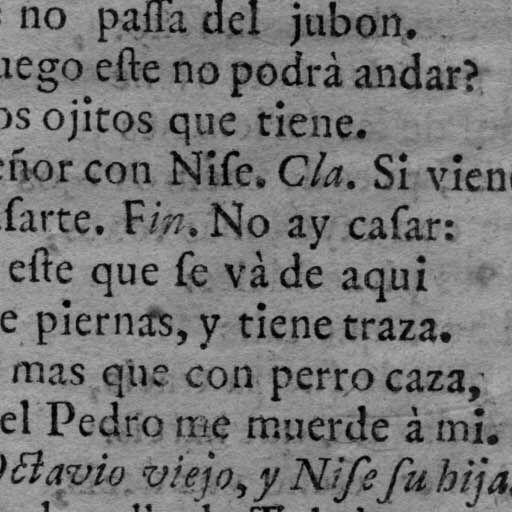 no paſſa del jubon.
uego eſte no podrà andar?
os ojitos que tiene.
eñor con Niſe. Cla. Si vien
ſarte. Fin. No ay caſar:
eſte que ſe và de aqui
e piernas, y tiene traza.
mas que con perro caza,
el Pedro me muerde à mi.
Octavio viejo, y Niſe ſu hija.